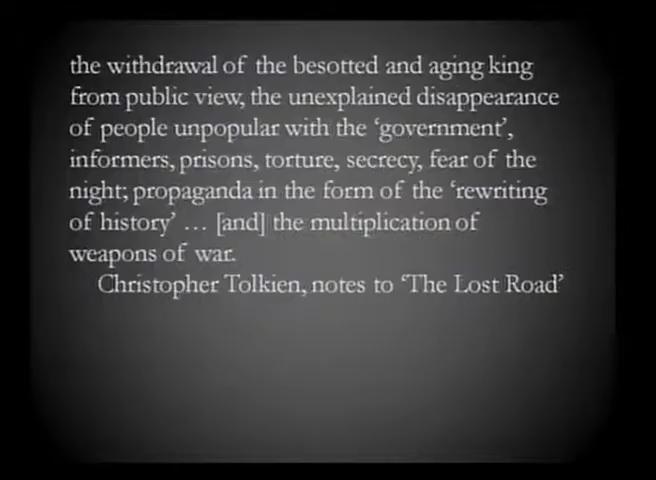 the withdrawal of the besotted and aging king
from public view, the unexplained disappearance
of people unpopular with the ‘government’,
informers, prisons, torture, secrecy, fear of the
night; propaganda in the form of the ‘rewriting
of history’ … [and] the multiplication of
weapons of war.
Christopher Tolkien, notes to ‘The Lost Road’